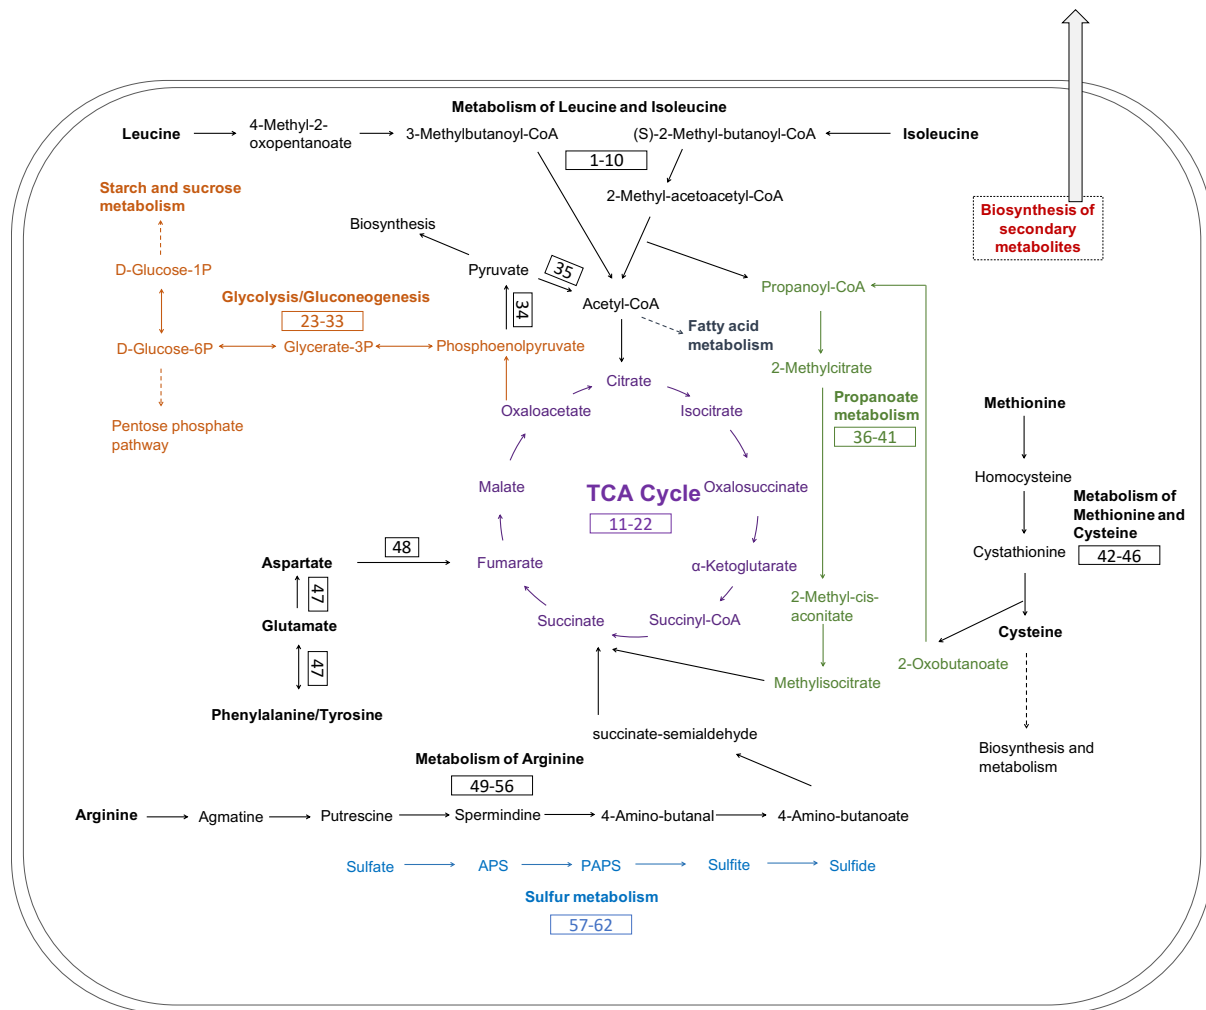 Metabolism of Leucine and Isoleucine
Leucine
4-Methyl-2-
oxopentanoate
3-Methylbutanoyl-CoA
(S)-2-Methyl-butanoyl-CoA
Isoleucine
1-10
2-Methyl-acetoacetyl-CoA
Starch and sucrose
metabolism
Biosynthesis of
secondary
metabolites
Biosynthesis
D-Glucose-1P
Pyruvate
35
Propanoyl-CoA
Glycolysis/Gluconeogenesis
23-33
34
Acetyl-CoA
Fatty acid
metabolism
D-Glucose-6P
Glycerate-3P
Phosphoenolpyruvate
2-Methylcitrate
Citrate
Oxaloacetate
Isocitrate
Propanoate
metabolism
36-41
Methionine
Pentose phosphate
pathway
Homocysteine
Malate
TCA Cycle
11-22
Oxalosuccinate
Metabolism of
Methionine and
Cysteine
42-46
Cystathionine
48
Aspartate
Fumarate
α-Ketoglutarate
47
2-Methyl-cis-
aconitate
Glutamate
Succinate
Succinyl-CoA
Cysteine
47
2-Oxobutanoate
Methylisocitrate
Phenylalanine/Tyrosine
succinate-semialdehyde
Biosynthesis and
metabolism
Metabolism of Arginine
49-56
Arginine
Agmatine
Putrescine
Spermindine
4-Amino-butanal
4-Amino-butanoate
Sulfate
APS
PAPS
Sulfite
Sulfide
Sulfur metabolism
57-62